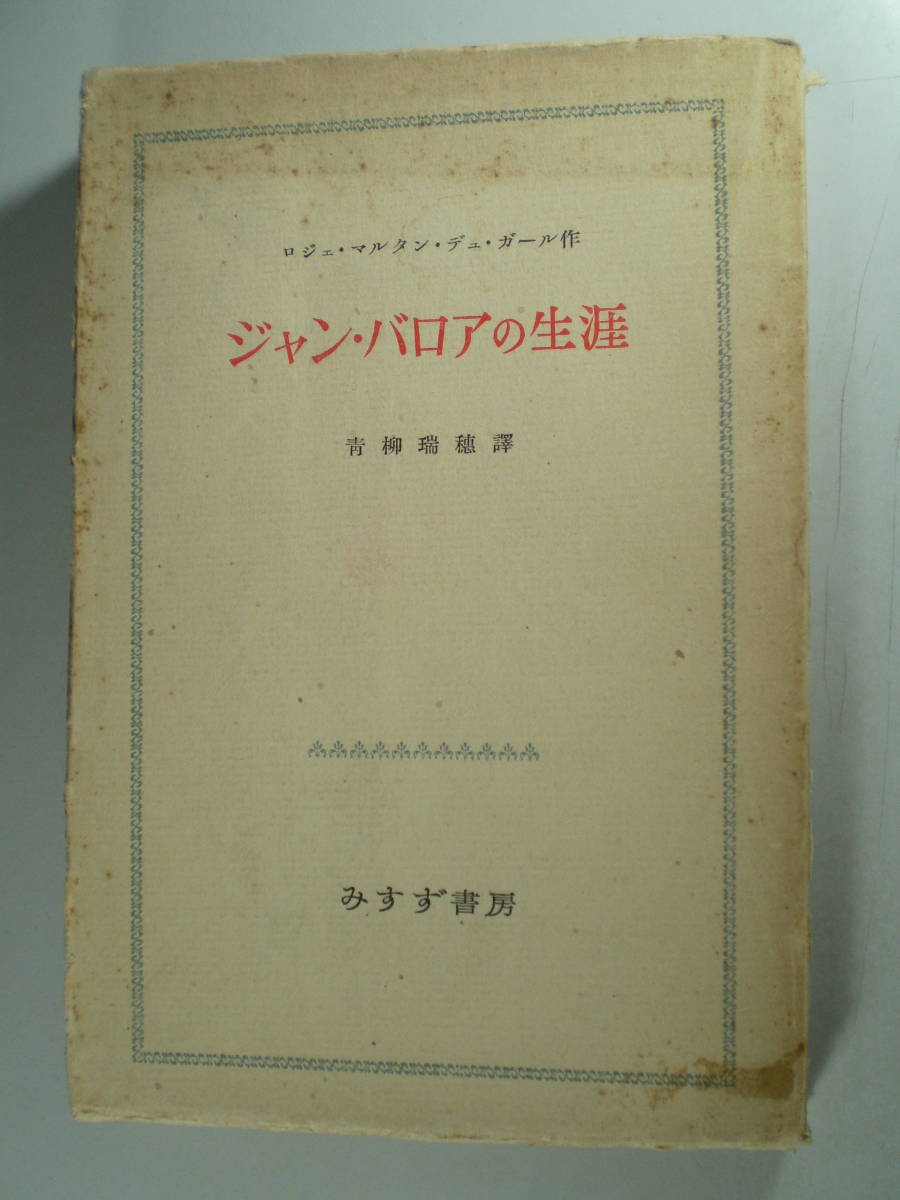 ロジェ・マルタン・デュ・ガール作
ジャン・バロアの生涯
青柳瑞穂譯
みすず書房